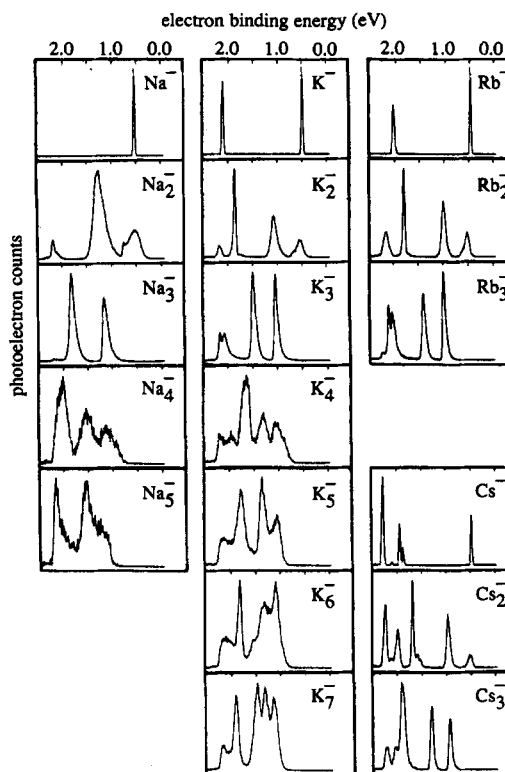 electron binding energy (eV)
2.0 1.0 0.0 2.0 1.0 0.0 2.0 1.0 0.0
Na⁻ K⁻ Rb⁻
Na₂⁻ K₂⁻ Rb₂⁻
Na₃⁻ K₃⁻ Rb₃⁻
Na₄⁻ K₄⁻
Na₅⁻ K₅⁻ Cs⁻
K₆⁻ Cs₂⁻
K₇⁻ Cs₃⁻
photoelectron counts